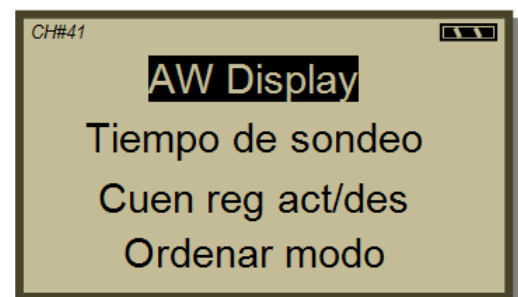 CH#41
AW Display
Tiempo de sondeo
Cuen reg act/des
Ordenar modo